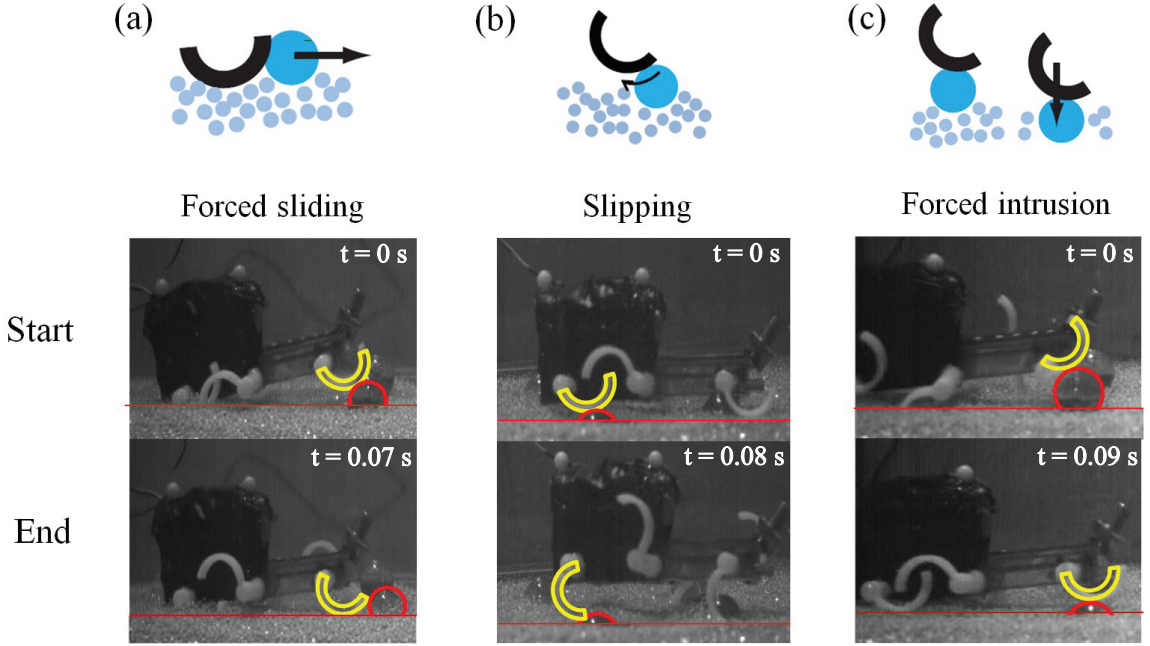 (a)
(b)
(c)
Forced sliding
Slipping
Forced intrusion
Start
t = 0 s
t = 0 s
t = 0 s
End
t = 0.07 s
t = 0.08 s
t = 0.09 s